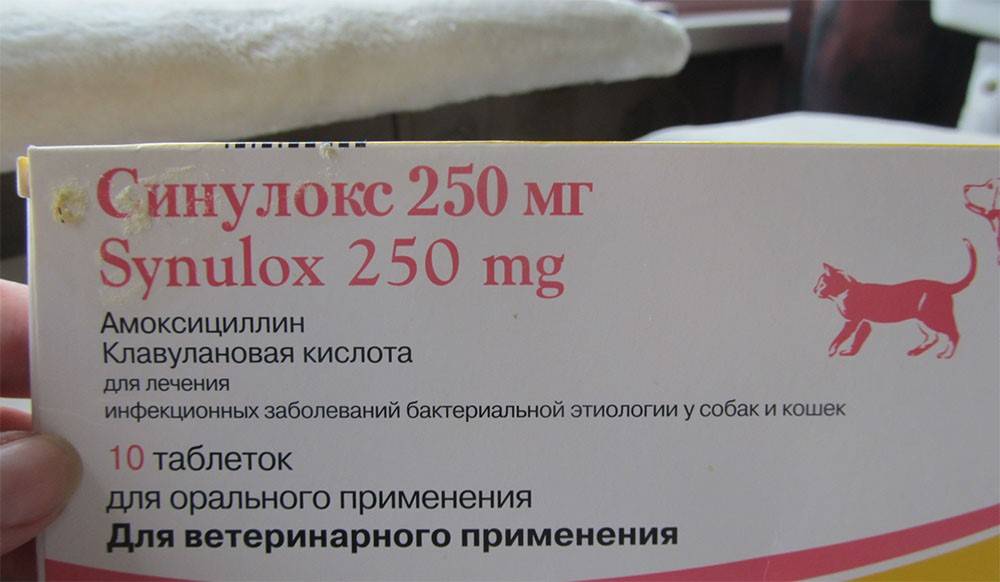 Синулокс 250 мг
Synulox 250 mg
Амоксициллин
Клавулановая кислота
для лечения
инфекционных заболеваний бактериальной этиологии у собак и кошек
10 таблеток
для орального применения
Для ветеринарного применения